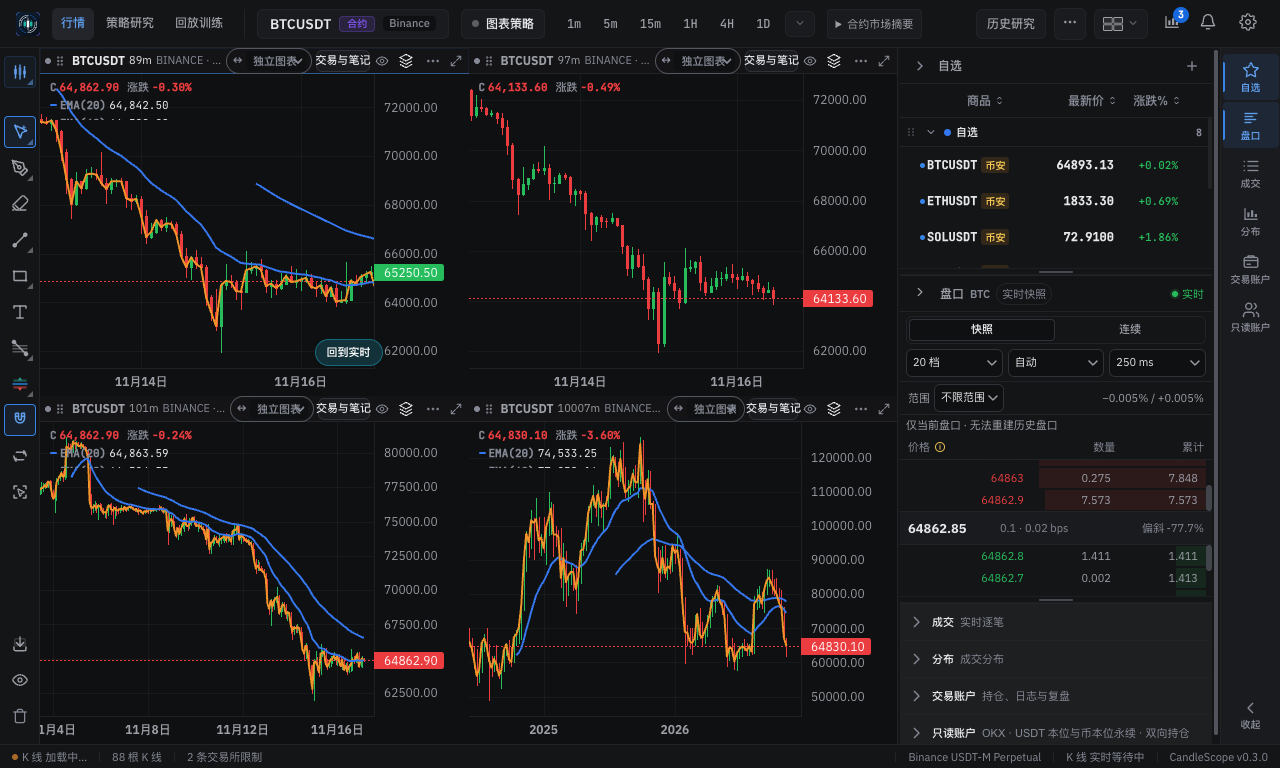 行情 策略研究 回放训练 BTCUSDT 合约 Binance 图表策略 1m 5m 15m 1H 4H 1D 合约市场摘要 历史研究 3
BTCUSDT 89m BINANCE · ... 独立图表 交易与笔记
C 64,862.90 涨跌 -0.30%
EMA(20) 64,842.50
72000.00
70000.00
68000.00
66000.00
65250.50
64000.00
62000.00
回到实时
11月14日 11月16日
BTCUSDT 97m BINANCE · ... 独立图表 交易与笔记
C 64,133.60 涨跌 -0.49%
72000.00
70000.00
68000.00
66000.00
64133.60
62000.00
11月14日 11月16日
BTCUSDT 101m BINANCE ·... 独立图表 交易与笔记
C 64,862.90 涨跌 -0.24%
EMA(20) 64,863.59
80000.00
77500.00
75000.00
72500.00
70000.00
67500.00
64862.90
62500.00
1月4日 11月8日 11月12日 11月16日
BTCUSDT 10007m BINANCE... 独立图表 交易与笔记
C 64,830.10 涨跌 -3.60%
EMA(20) 74,533.25
120000.00
110000.00
100000.00
90000.00
80000.00
70000.00
64830.10
60000.00
50000.00
2025 2026
自选
商品 最新价 涨跌%
自选 8
BTCUSDT 币安 64893.13 +0.02%
ETHUSDT 币安 1833.30 +0.69%
SOLUSDT 币安 72.9100 +1.86%
盘口 BTC 实时快照 实时
快照 连续
20 档 自动 250 ms
范围 不限范围 −0.005% / +0.005%
仅当前盘口 · 无法重建历史盘口
价格 数量 累计
64863 0.275 7.848
64862.9 7.573 7.573
64862.85 0.1 · 0.02 bps 偏斜 -77.7%
64862.8 1.411 1.411
64862.7 0.002 1.413
成交 实时逐笔
分布 成交分布
交易账户 持仓、日志与复盘
只读账户 OKX · USDT 本位与币本位永续 · 双向持仓
自选
盘口
成交
分布
交易账户
只读账户
收起
K 线 加载中... 88 根 K 线 2 条交易所限制 Binance USDT-M Perpetual K 线 实时等待中 CandleScope v0.3.0